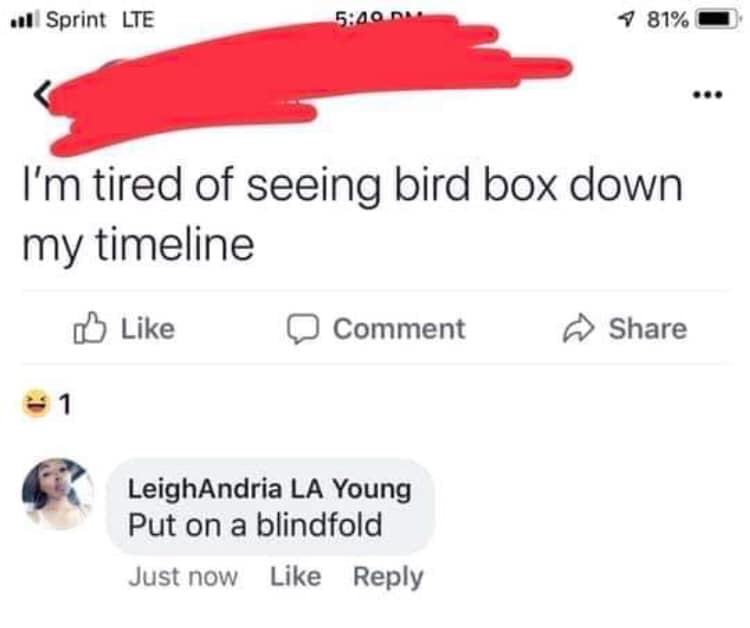 Sprint LTE
81%
I'm tired of seeing bird box down
my timeline
Like
Comment
Share
1
LeighAndria LA Young
Put on a blindfold
Just now Like Reply